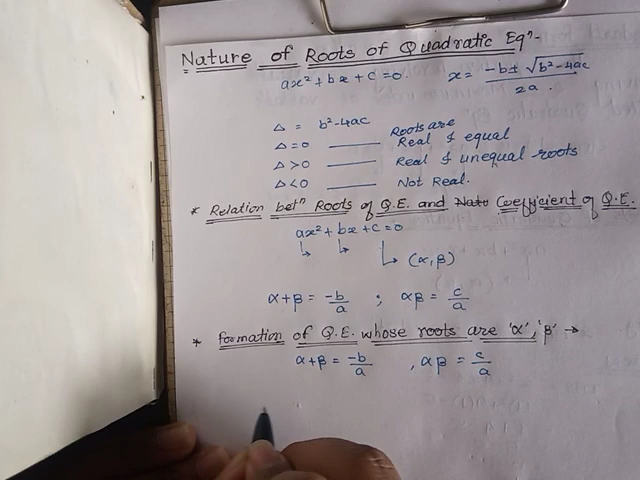 Nature of Roots of Quadratic Eqⁿ-
ax² + bx + c = 0 x = -b ± √b²-4ac / 2a .
Δ = b²-4ac
Roots are
Δ = 0 —— Real & equal
Δ > 0 —— Real & unequal roots
Δ < 0 —— Not Real.
* Relation betⁿ Roots of Q.E. and Natu Coefficient of Q.E.
ax² + bx + c = 0
↳ ↳ ↳ (α, β)
α + β = -b/a ; αβ = c/a
* Formation of Q.E. whose roots are 'α', 'β' →
α + β = -b/a , αβ = c/a